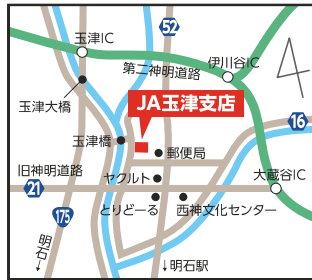 52
玉津IC
伊川谷IC
第二神明道路
玉津大橋
JA玉津支店
16
玉津橋
郵便局
旧神明道路
ヤクルト
大蔵谷IC
21
とりどーる
西神文化センター
175
明石
↓明石駅